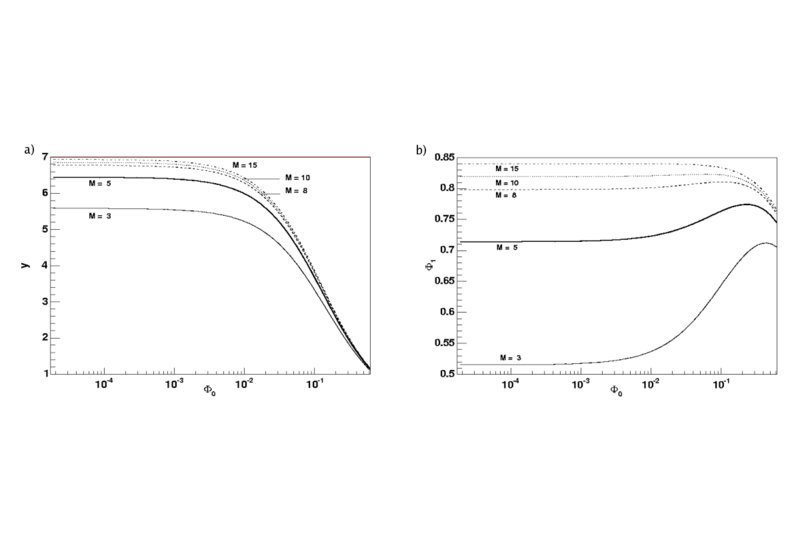 a)
7
6
5
4
3
2
1
y
M = 15
M = 10
M = 8
M = 5
M = 3
10-4
10-3
10-2
10-1
Φ0
b)
0.85
0.8
0.75
0.7
0.65
0.6
0.55
0.5
Φ1
M = 15
M = 10
M = 8
M = 5
M = 3
10-4
10-3
10-2
10-1
Φ0